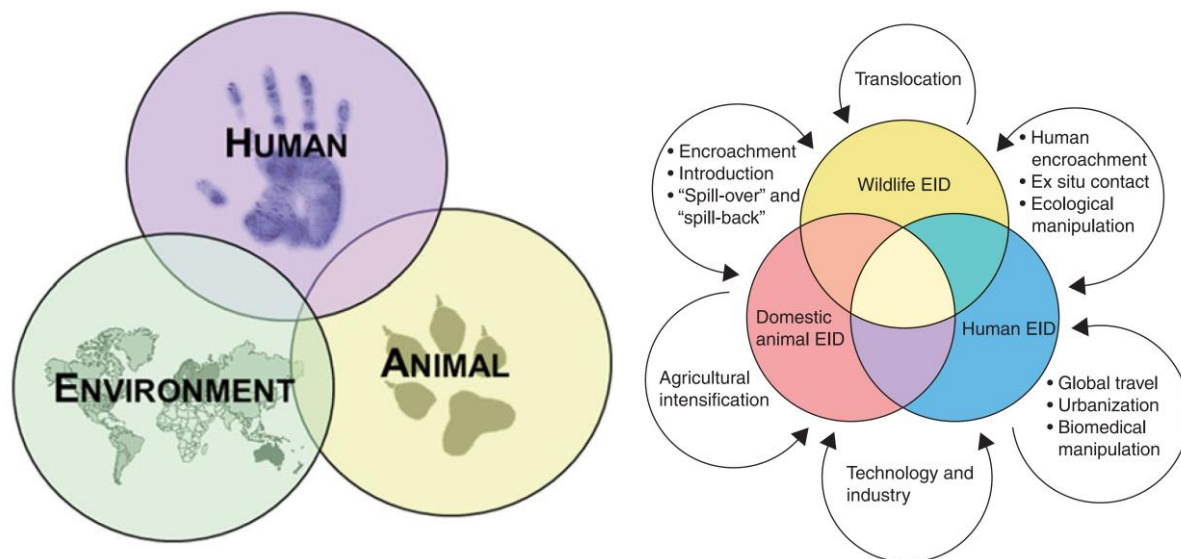 HUMAN
ENVIRONMENT
ANIMAL
Translocation
• Encroachment
• Introduction
• “Spill-over” and
“spill-back”
Wildlife EID
• Human
encroachment
• Ex situ contact
• Ecological
manipulation
Domestic
animal EID
Human EID
Agricultural
intensification
• Global travel
• Urbanization
• Biomedical
manipulation
Technology and
industry